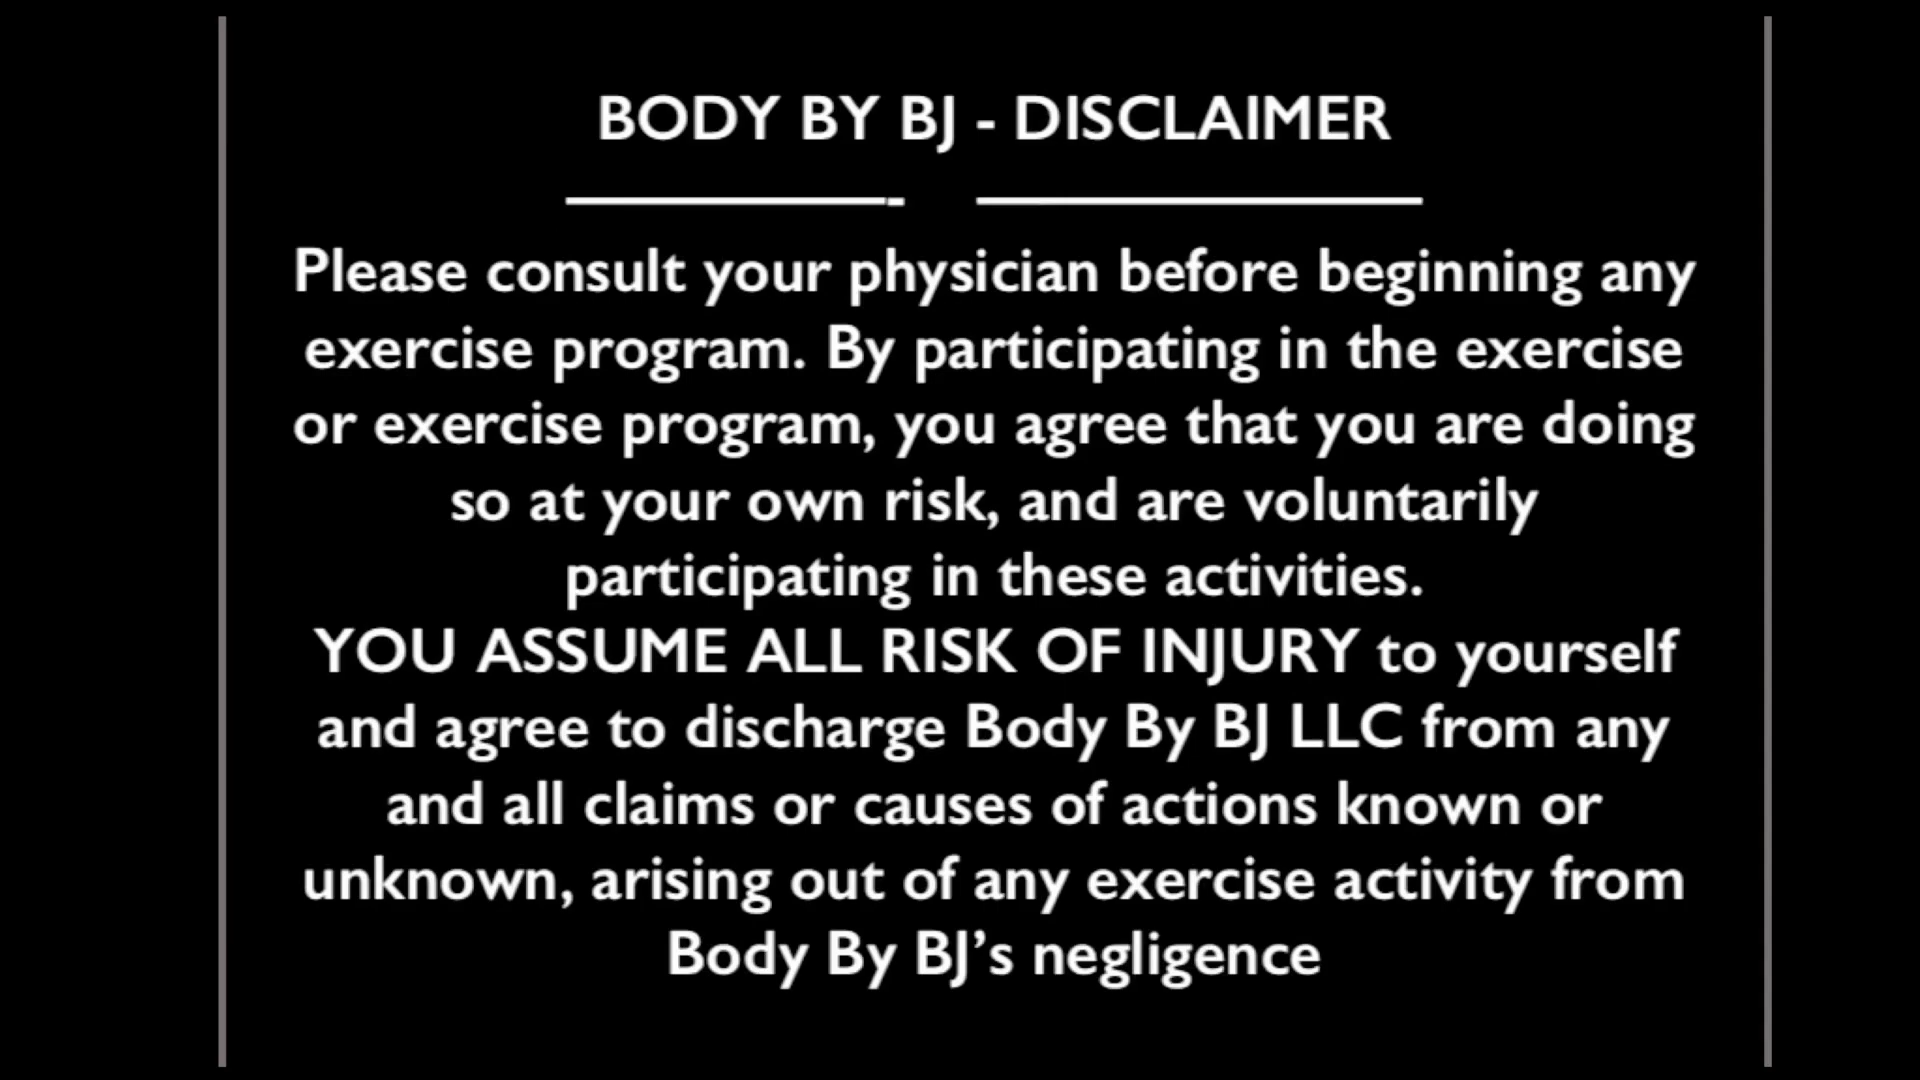 BODY BY BJ - DISCLAIMER
Please consult your physician before beginning any
exercise program. By participating in the exercise
or exercise program, you agree that you are doing
so at your own risk, and are voluntarily
participating in these activities.
YOU ASSUME ALL RISK OF INJURY to yourself
and agree to discharge Body By BJ LLC from any
and all claims or causes of actions known or
unknown, arising out of any exercise activity from
Body By BJ’s negligence